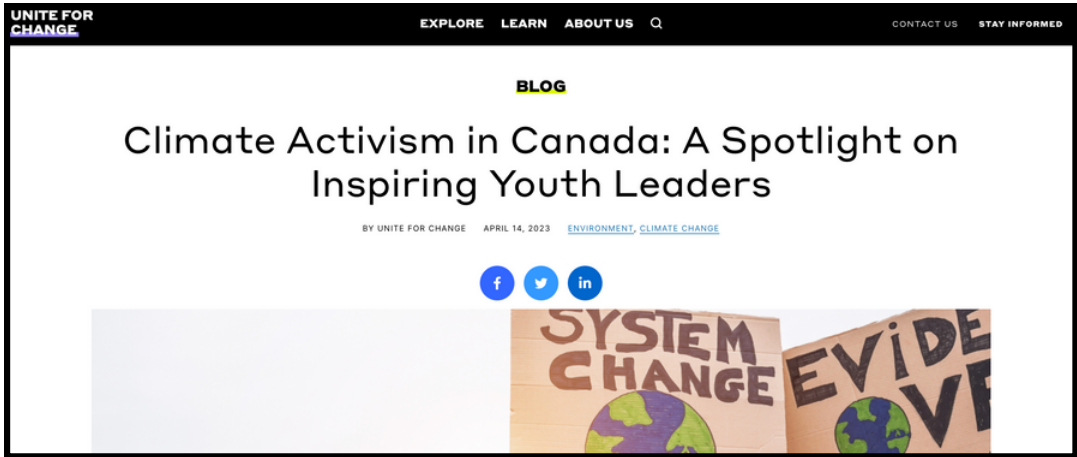 UNITE FOR
CHANGE
EXPLORE LEARN ABOUT US
CONTACT US STAY INFORMED
BLOG
Climate Activism in Canada: A Spotlight on
Inspiring Youth Leaders
BY UNITE FOR CHANGE APRIL 14, 2023 ENVIRONMENT, CLIMATE CHANGE
f in
SYSTEM
CHANGE